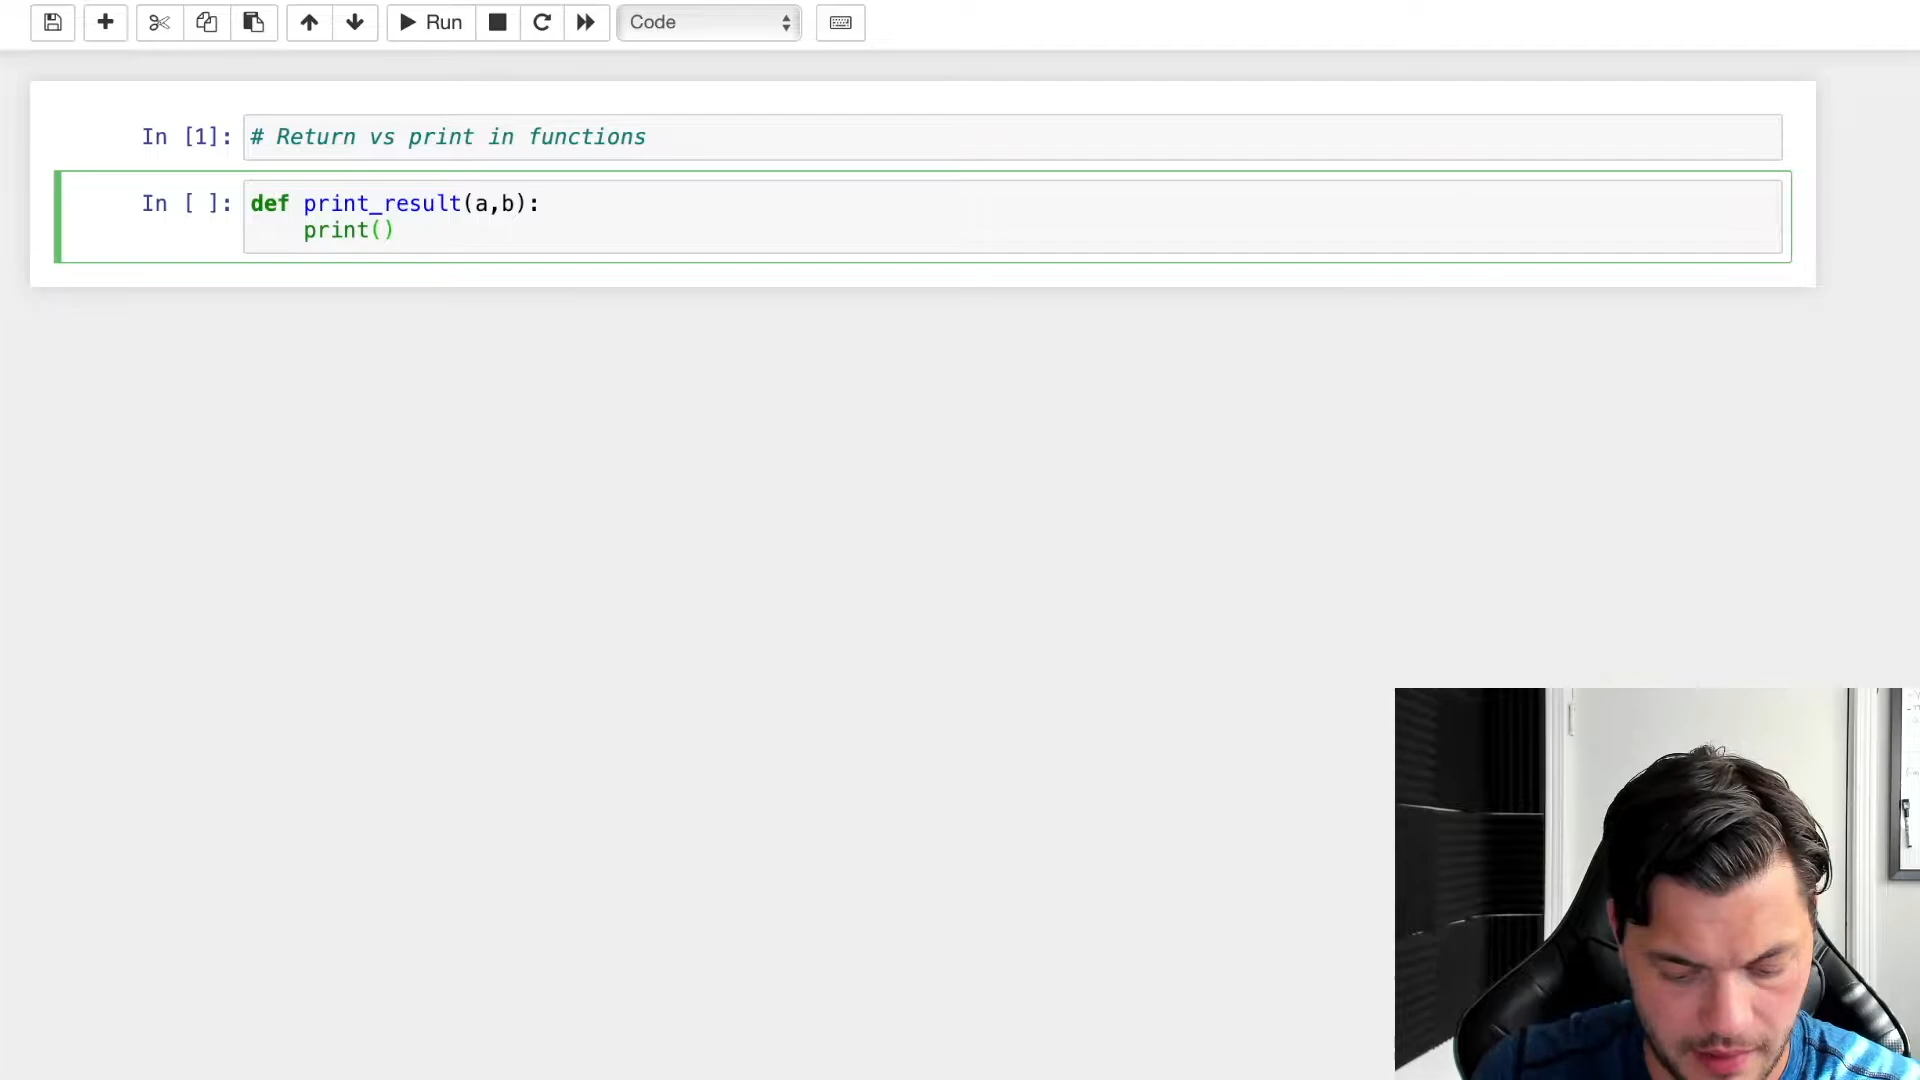 Run
Code
In [1]: # Return vs print in functions
In [ ]: def print_result(a,b):
print()